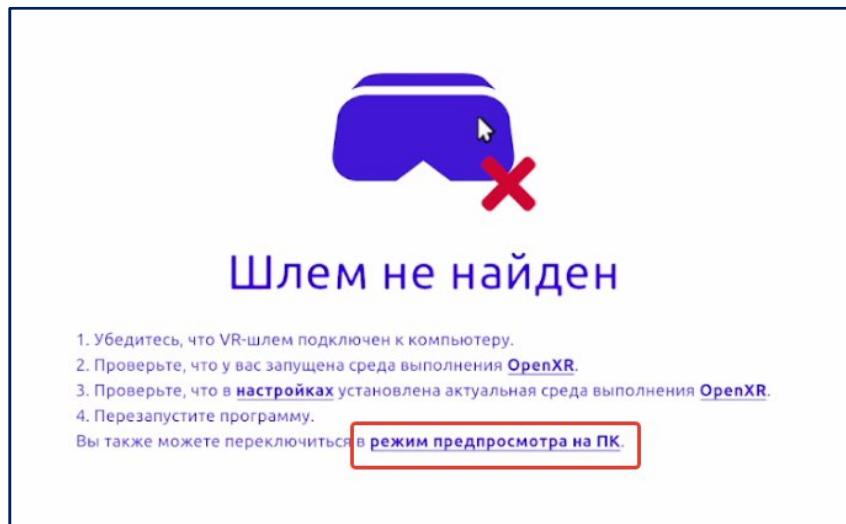 Шлем не найден
1. Убедитесь, что VR-шлем подключен к компьютеру.
2. Проверьте, что у вас запущена среда выполнения OpenXR.
3. Проверьте, что в настройках установлена актуальная среда выполнения OpenXR.
4. Перезапустите программу.
Вы также можете переключиться в режим предпросмотра на ПК.